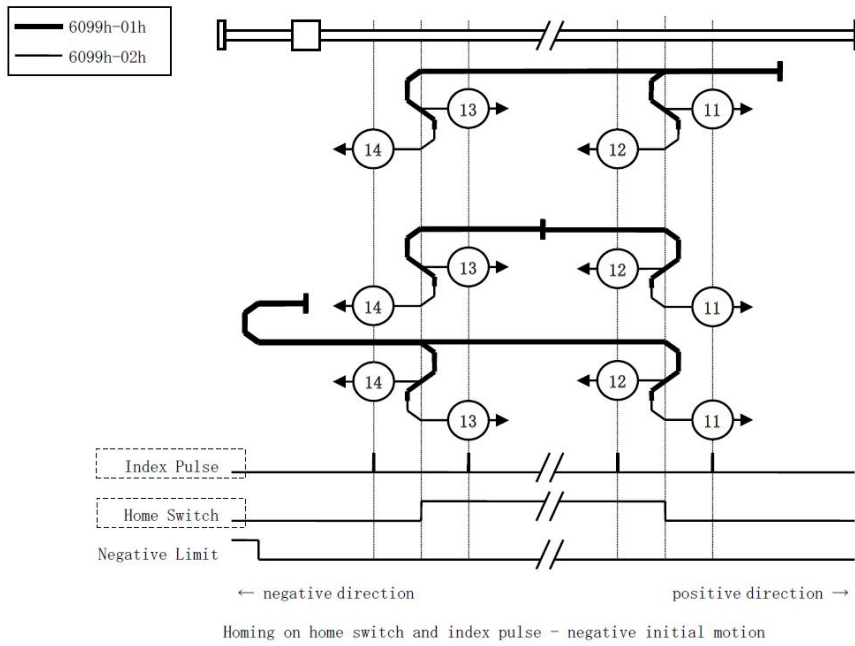 6099h-01h
6099h-02h
13
11
14
12
13
12
14
11
14
12
13
11
Index Pulse
Home Switch
Negative Limit
← negative direction
positive direction →
Homing on home switch and index pulse - negative initial motion